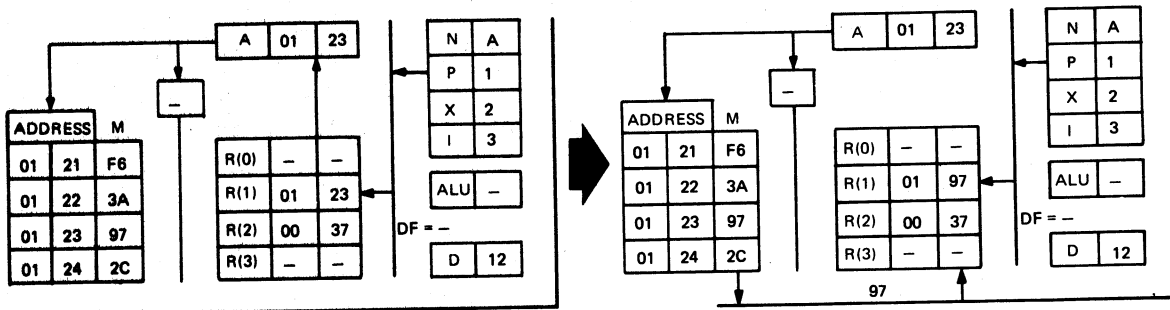 A 01 23
N A
P 1
X 2
I 3
–
ADDRESS M
01 21 F6
01 22 3A
01 23 97
01 24 2C
R(0) – –
R(1) 01 23
R(2) 00 37
R(3) – –
ALU –
DF = –
D 12
A 01 23
N A
P 1
X 2
I 3
–
ADDRESS M
01 21 F6
01 22 3A
01 23 97
01 24 2C
R(0) – –
R(1) 01 97
R(2) 00 37
R(3) – –
ALU –
DF = –
D 12
97